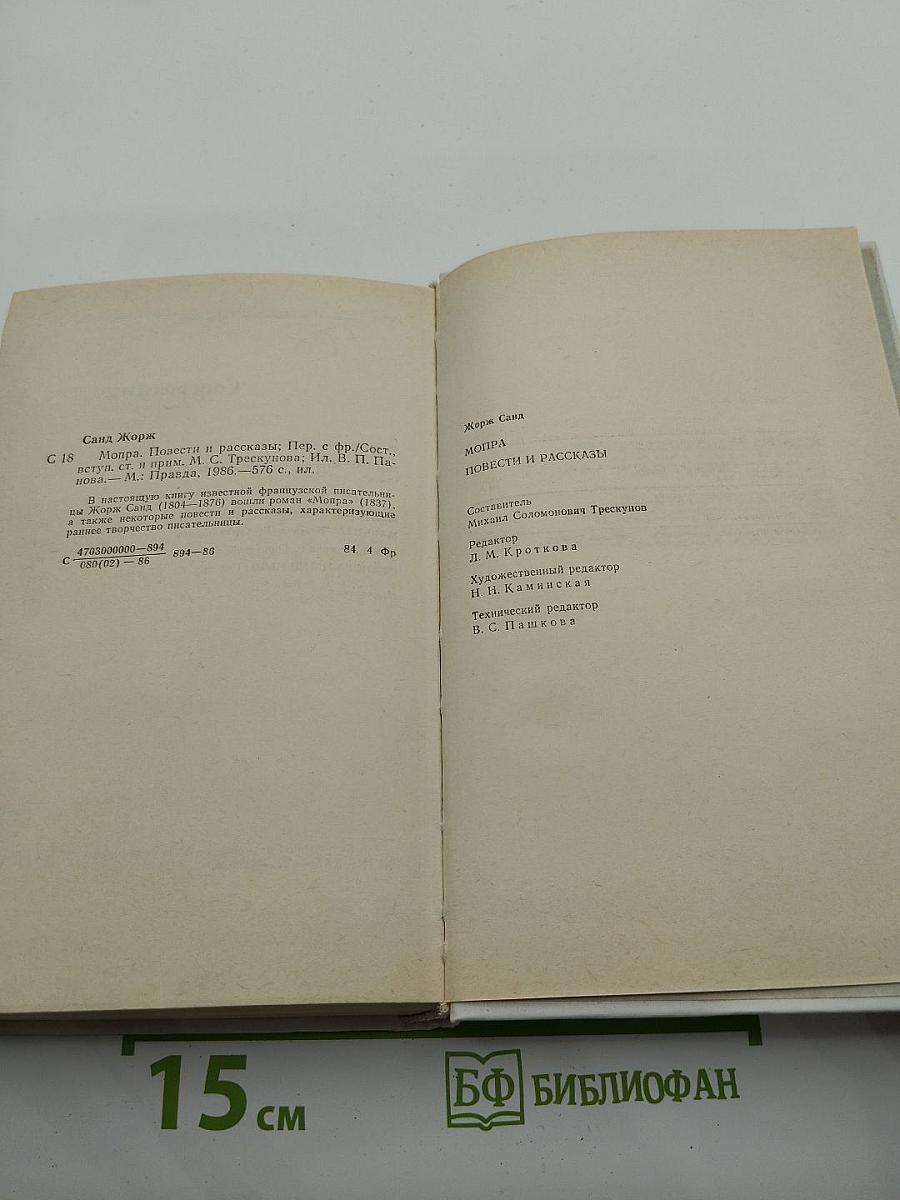 Санд Жорж
С 18 Мопра. Повести и рассказы; Пер. с фр./Сост.,
вступ. ст. и прим. М. С. Трескунова; Ил. В. П. Па-
нова.— М.: Правда, 1986.—576 с., ил.
В настоящую книгу известной французской писательни-
цы Жорж Санд (1804—1876) вошли роман «Мопра» (1837),
а также некоторые повести и рассказы, характеризующие
раннее творчество писательницы.
4703000000—894
С 894—86 84. 4 Фр
080(02) — 86
Жорж Санд
МОПРА
ПОВЕСТИ И РАССКАЗЫ
Составитель
Михаил Соломонович Трескунов
Редактор
Л. М. Кроткова
Художественный редактор
Н. Н. Каминская
Технический редактор
В. С. Пашкова
15 см
БФ БИБЛИОФАН